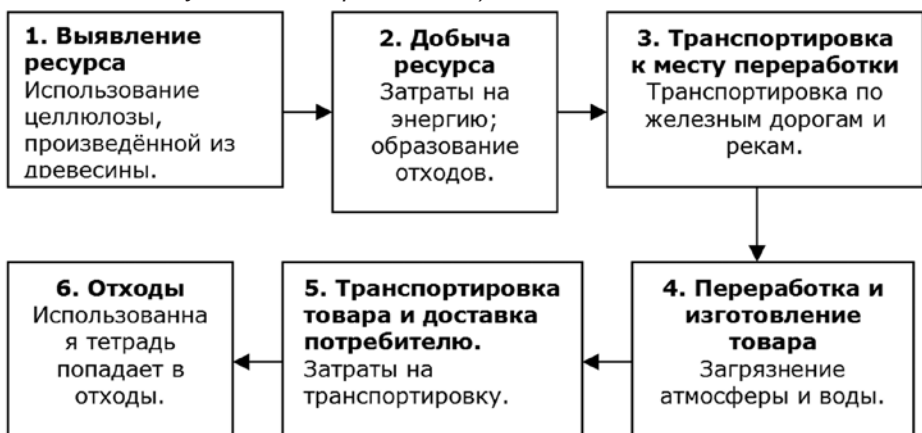 1. Выявление
ресурса
Использование
целлюлозы,
произведённой из
древесины.
2. Добыча
ресурса
Затраты на
энергию;
образование
отходов.
3. Транспортировка
к месту переработки
Транспортировка по
железным дорогам и
рекам.
4. Переработка и
изготовление
товара
Загрязнение
атмосферы и воды.
5. Транспортировка
товара и доставка
потребителю.
Затраты на
транспортировку.
6. Отходы
Использованна
я тетрадь
попадает в
отходы.